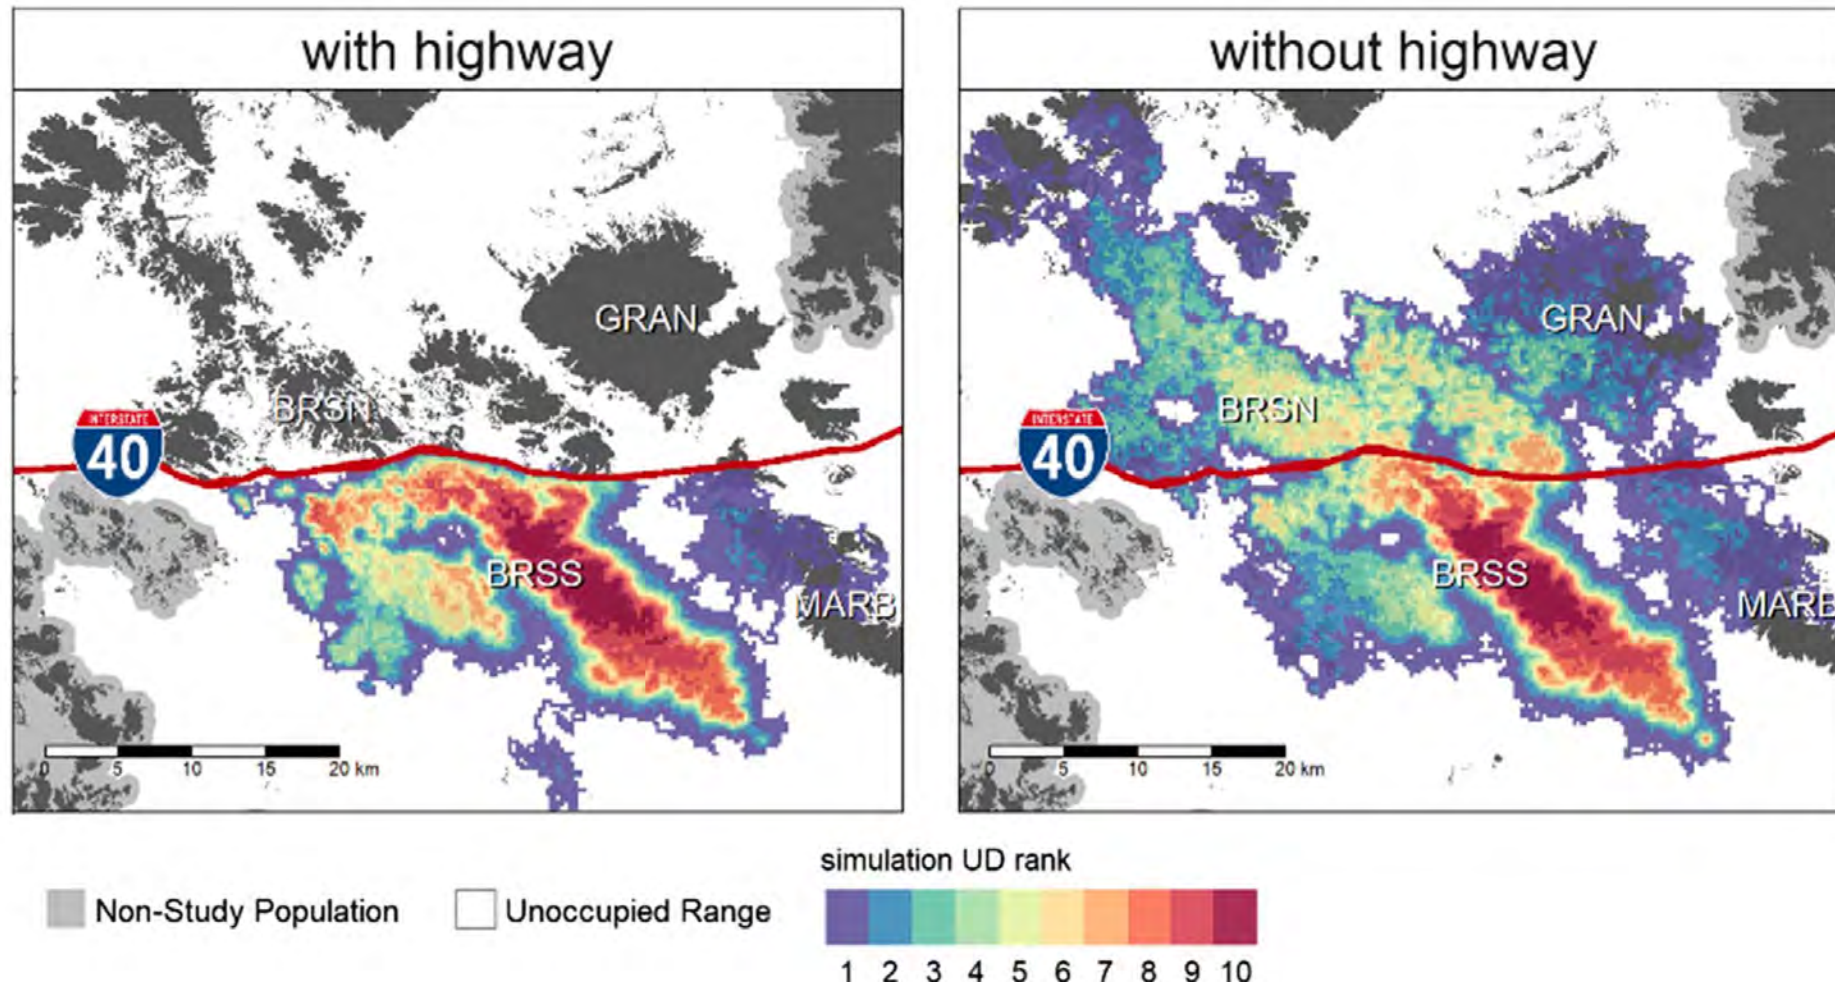 with highway
without highway
GRAN
BRSN
INTERSTATE
40
BRSS
MARB
0 5 10 15 20 km
GRAN
BRSN
INTERSTATE
40
BRSS
MARB
0 5 10 15 20 km
simulation UD rank
Non-Study Population
Unoccupied Range
1 2 3 4 5 6 7 8 9 10